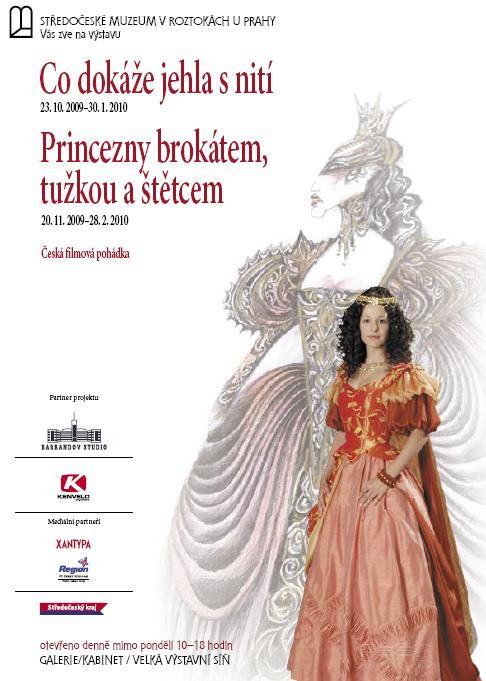 STŘEDOČESKÉ MUZEUM V ROZTOKÁCH U PRAHY
Vás zve na výstavu
Co dokáže jehla s nití
23. 10. 2009–30. 1. 2010
Princezny brokátem,
tužkou a štětcem
20. 11. 2009–28. 2. 2010
Česká filmová pohádka
Partner projektu
BARRANDOV STUDIO
K
KENVELO
Mediální partneři
XANTYPA
Region
Středočeský kraj
otevřeno denně mimo pondělí 10–18 hodin
GALERIE/KABINET / VELKÁ VÝSTAVNÍ SÍŇ